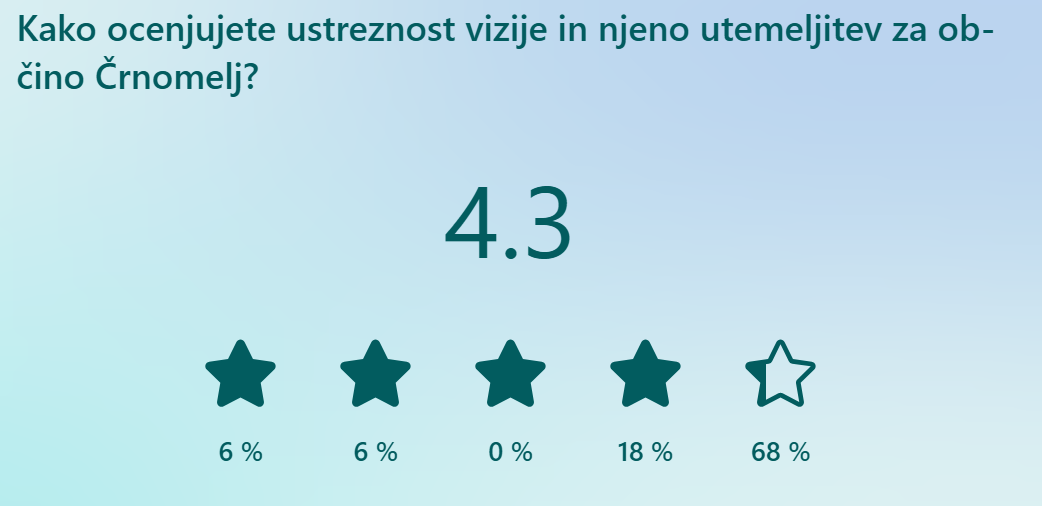 Kako ocenjujete ustreznost vizije in njeno utemeljitev za ob-
čino Črnomelj?
4.3
6 % 6 % 0 % 18 % 68 %